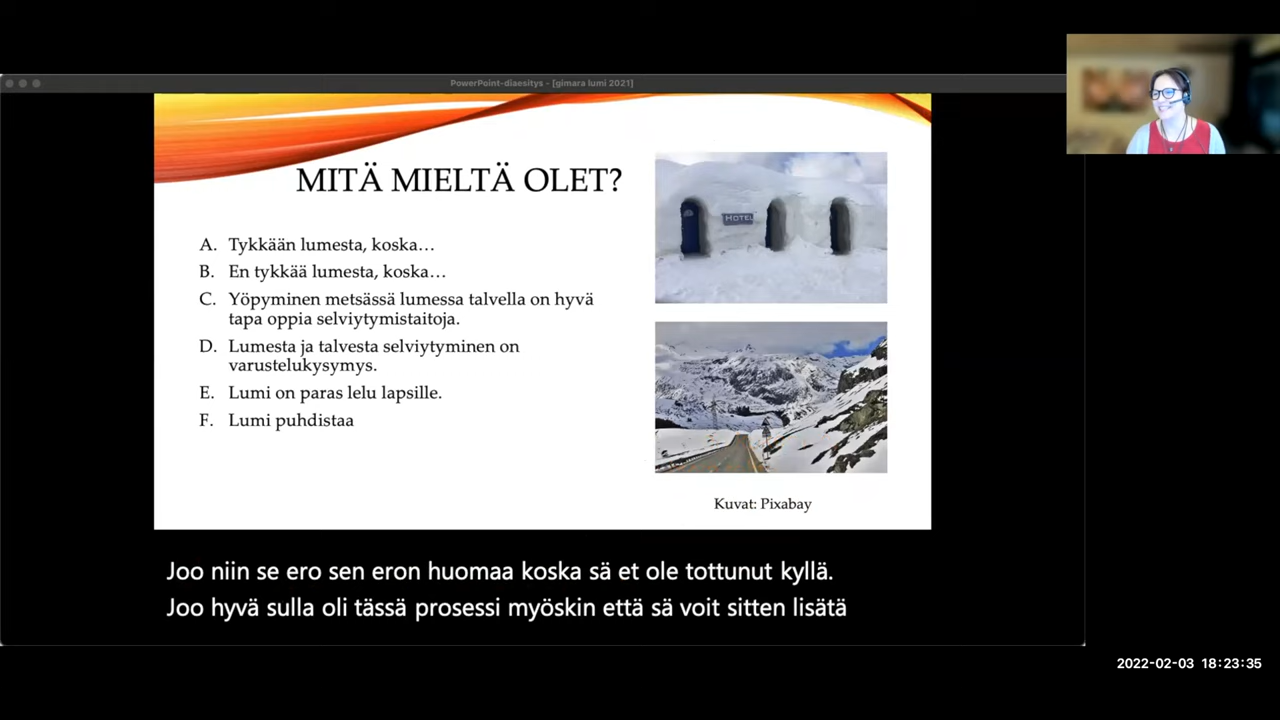 PowerPoint-diaesitys - [gimara lumi 2021]
MITÄ MIELTÄ OLET?
A. Tykkään lumesta, koska…
B. En tykkää lumesta, koska…
C. Yöpyminen metsässä lumessa talvella on hyvä
tapa oppia selviytymistaitoja.
D. Lumesta ja talvesta selviytyminen on
varustelukysymys.
E. Lumi on paras lelu lapsille.
F. Lumi puhdistaa
HOTEL
Kuvat: Pixabay
Joo niin se ero sen eron huomaa koska sä et ole tottunut kyllä.
Joo hyvä sulla oli tässä prosessi myöskin että sä voit sitten lisätä
2022-02-03 18:23:35